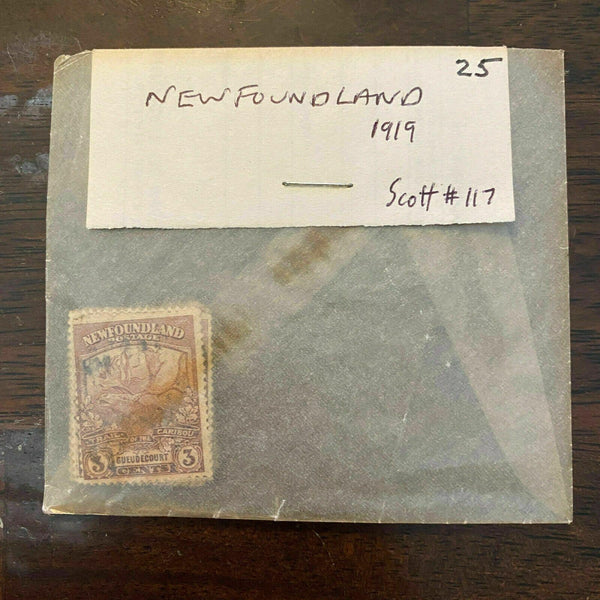 25
NEWFOUNDLAND
1919
Scott #117
NEWFOUNDLAND
POSTAGE
TRAIL OF THE CARIBOU
GUEUDECOURT
3 CENTS 3